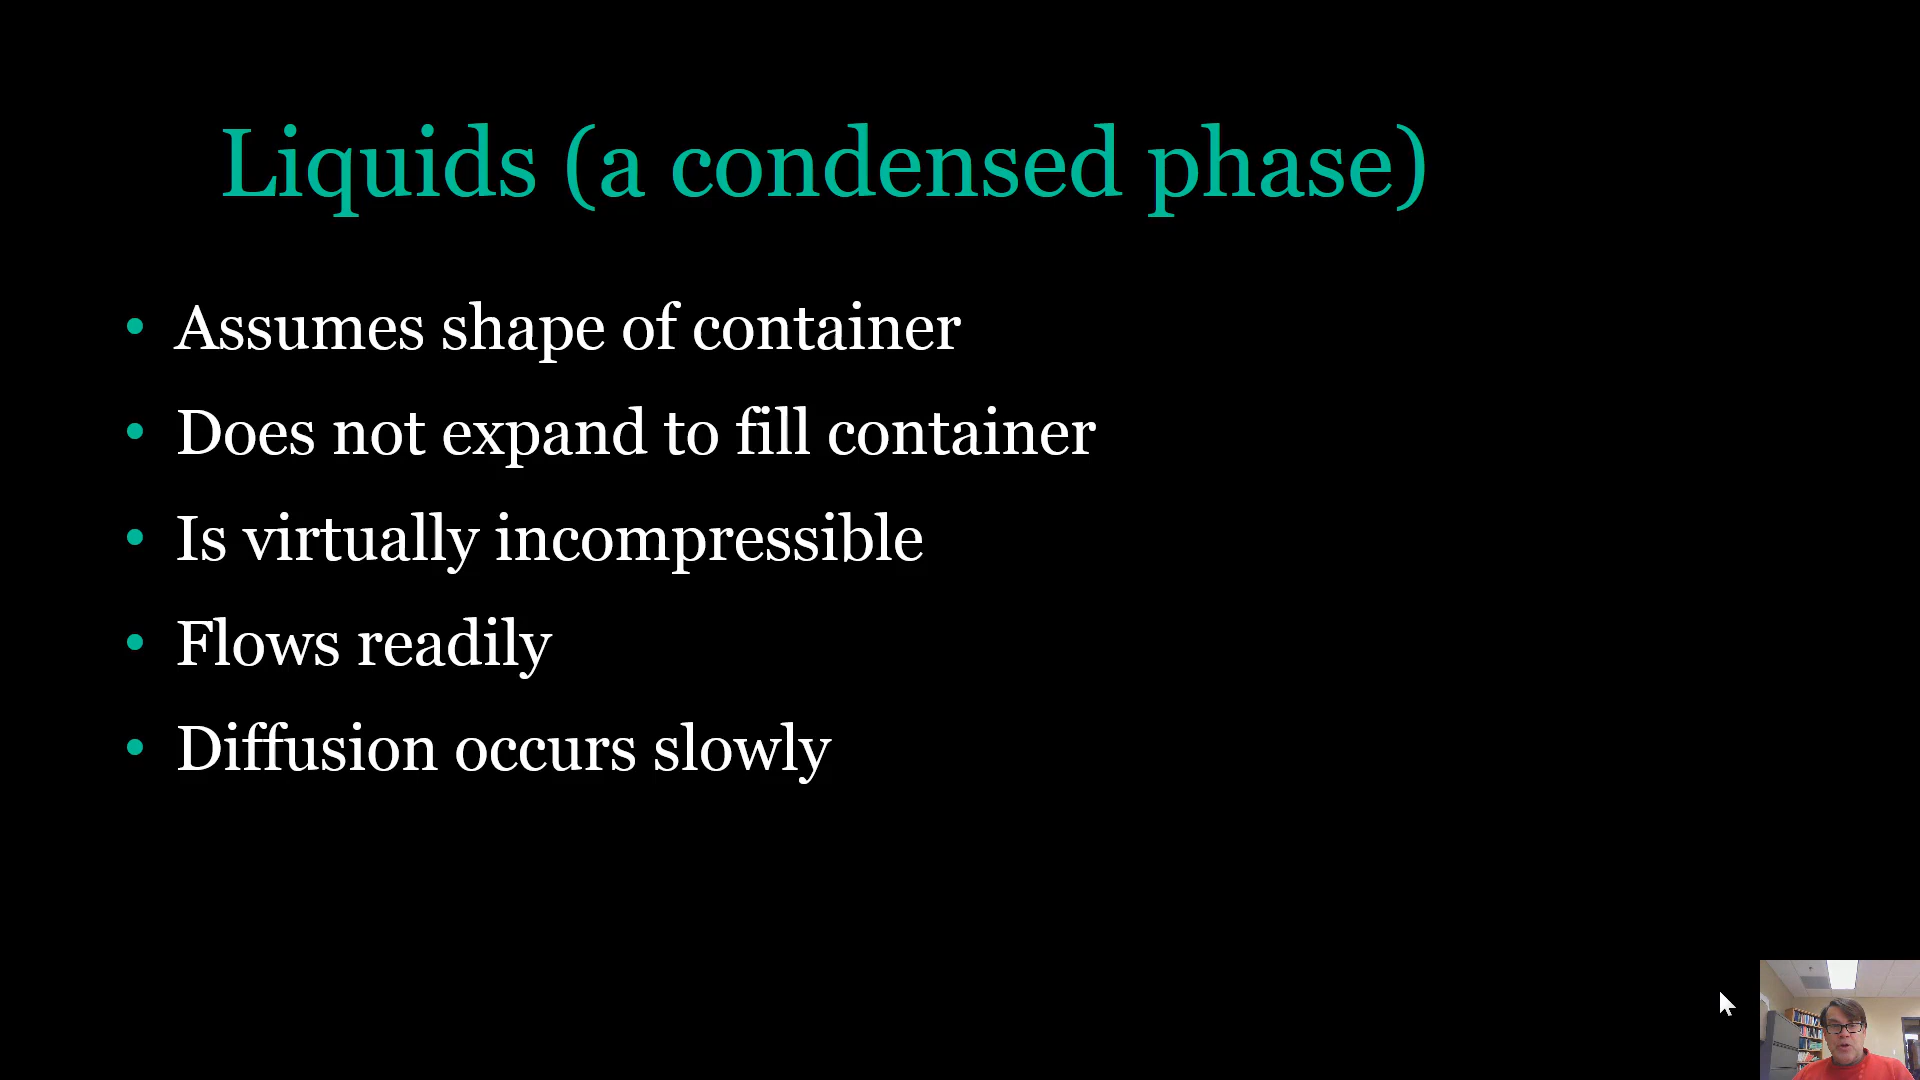 Liquids (a condensed phase)
• Assumes shape of container
• Does not expand to fill container
• Is virtually incompressible
• Flows readily
• Diffusion occurs slowly